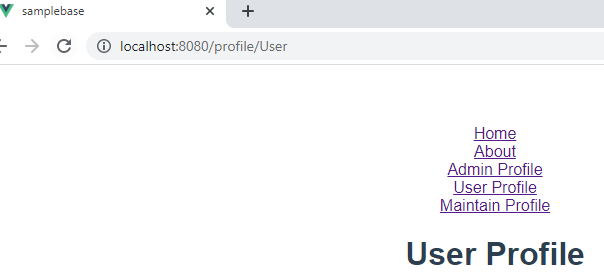 samplebase
localhost:8080/profile/User
Home
About
Admin Profile
User Profile
Maintain Profile
User Profile